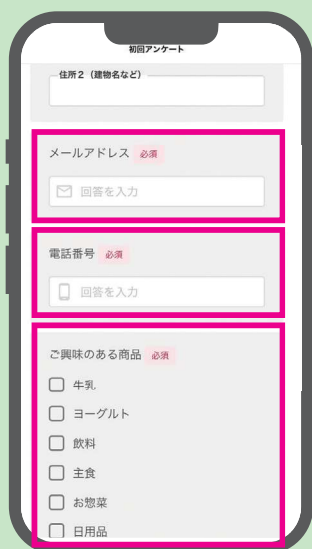 初回アンケート
住所2（建物名など）
メールアドレス 必須
回答を入力
電話番号 必須
回答を入力
ご興味のある商品 必須
牛乳
ヨーグルト
飲料
主食
お惣菜
日用品